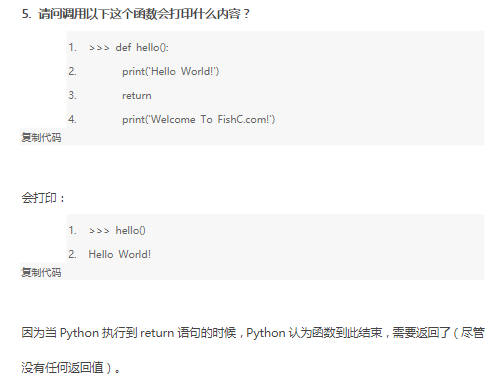 5. 请问调用以下这个函数会打印什么内容？
1. >>> def hello():
2. print('Hello World!')
3. return
4. print('Welcome To FishC.com!')
复制代码
会打印：
1. >>> hello()
2. Hello World!
复制代码
因为当 Python 执行到 return 语句的时候，Python 认为函数到此结束，需要返回了（尽管
没有任何返回值）。